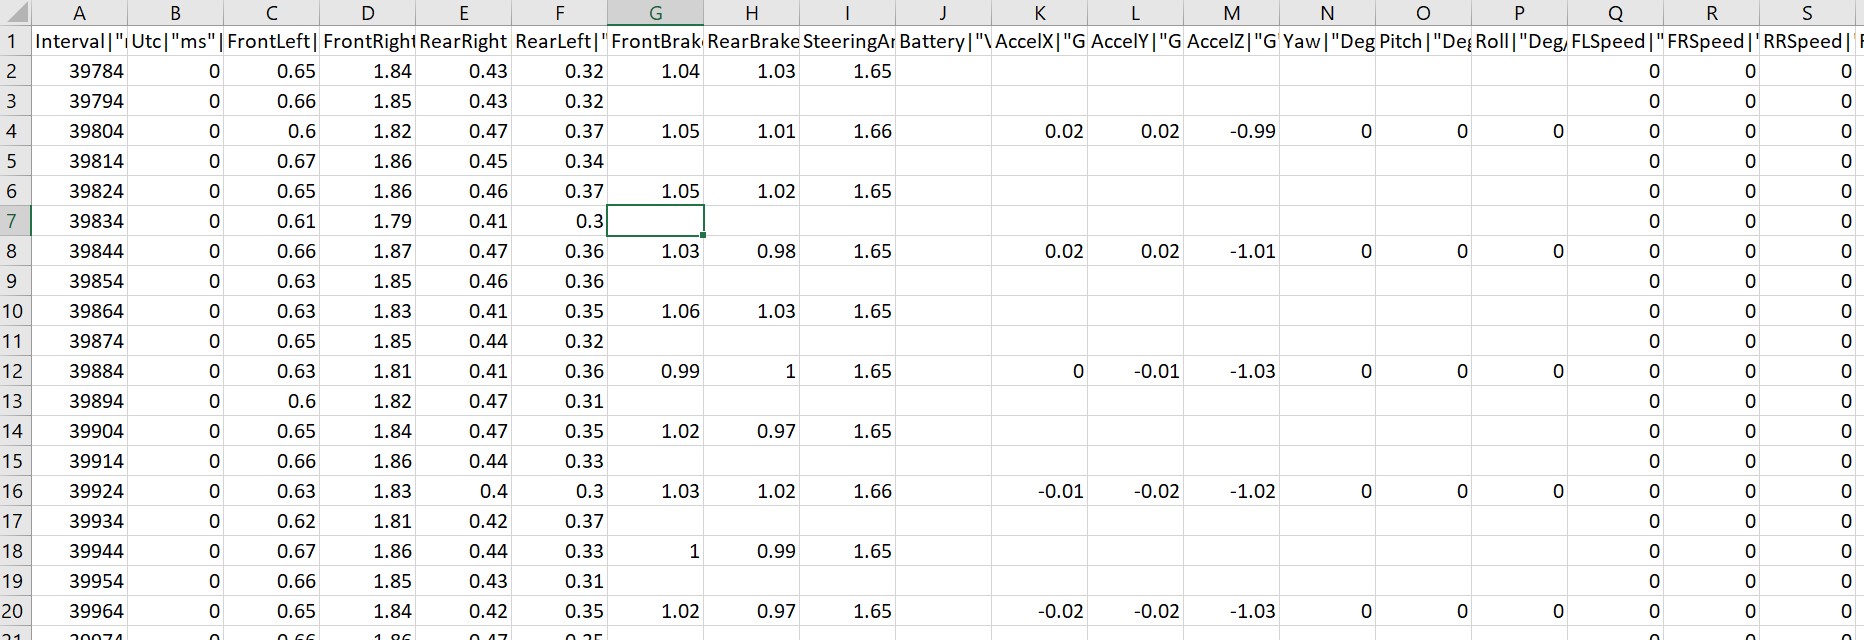 A B C D E F G H I J K L M N O P Q R S
1 Interval|" Utc|"ms"| FrontLeft| FrontRight RearRight RearLeft|" FrontBrak RearBrake SteeringAn Battery|"V AccelX|"G AccelY|"G AccelZ|"G Yaw|"Deg Pitch|"Deg Roll|"Deg/ FLSpeed|" FRSpeed|" RRSpeed|"
2 39784 0 0.65 1.84 0.43 0.32 1.04 1.03 1.65 0 0 0
3 39794 0 0.66 1.85 0.43 0.32 0 0 0
4 39804 0 0.6 1.82 0.47 0.37 1.05 1.01 1.66 0.02 0.02 -0.99 0 0 0 0 0 0
5 39814 0 0.67 1.86 0.45 0.34 0 0 0
6 39824 0 0.65 1.86 0.46 0.37 1.05 1.02 1.65 0 0 0
7 39834 0 0.61 1.79 0.41 0.3 0 0 0
8 39844 0 0.66 1.87 0.47 0.36 1.03 0.98 1.65 0.02 0.02 -1.01 0 0 0 0 0 0
9 39854 0 0.63 1.85 0.46 0.36 0 0 0
10 39864 0 0.63 1.83 0.41 0.35 1.06 1.03 1.65 0 0 0
11 39874 0 0.65 1.85 0.44 0.32 0 0 0
12 39884 0 0.63 1.81 0.41 0.36 0.99 1 1.65 0 -0.01 -1.03 0 0 0 0 0 0
13 39894 0 0.6 1.82 0.47 0.31 0 0 0
14 39904 0 0.65 1.84 0.47 0.35 1.02 0.97 1.65 0 0 0
15 39914 0 0.66 1.86 0.44 0.33 0 0 0
16 39924 0 0.63 1.83 0.4 0.3 1.03 1.02 1.66 -0.01 -0.02 -1.02 0 0 0 0 0 0
17 39934 0 0.62 1.81 0.42 0.37 0 0 0
18 39944 0 0.67 1.86 0.44 0.33 1 0.99 1.65 0 0 0
19 39954 0 0.66 1.85 0.43 0.31 0 0 0
20 39964 0 0.65 1.84 0.42 0.35 1.02 0.97 1.65 -0.02 -0.02 -1.03 0 0 0 0 0 0